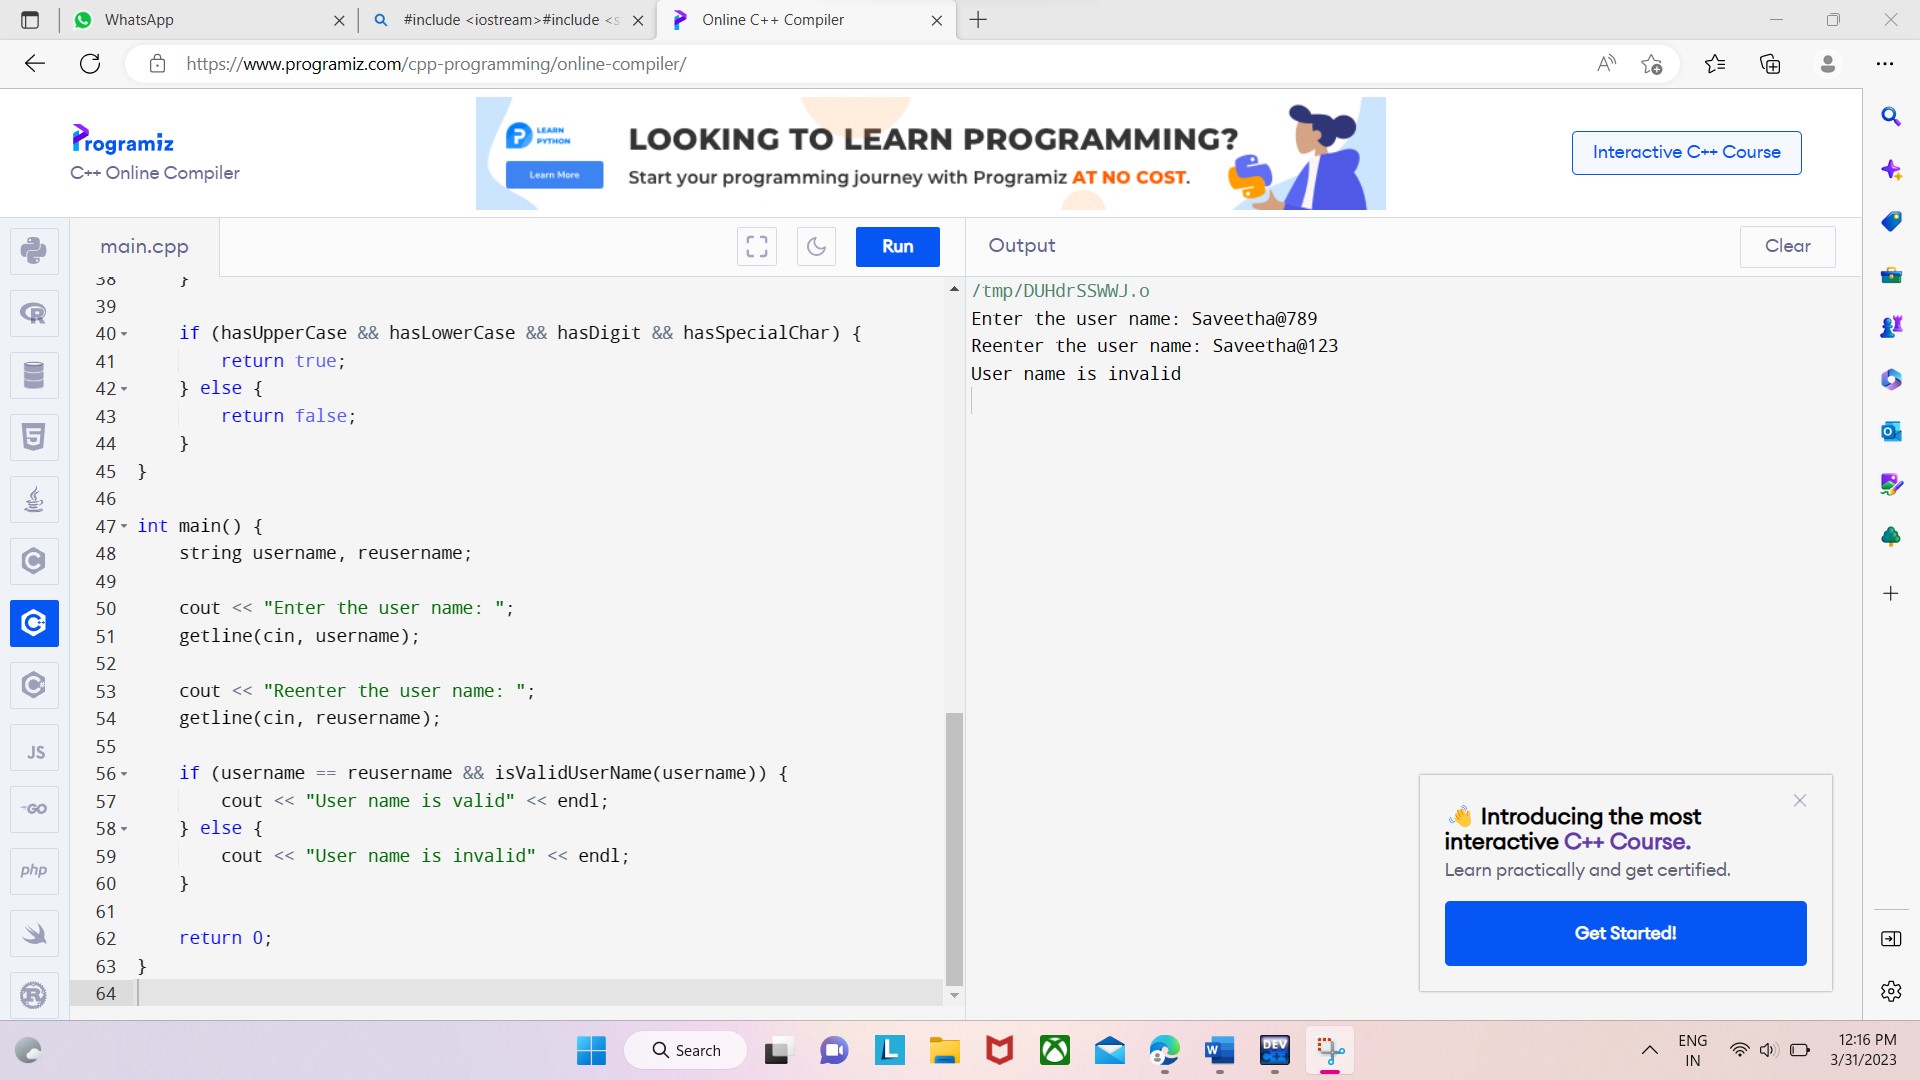 WhatsApp
#include <iostream>#include <s
Online C++ Compiler
https://www.programiz.com/cpp-programming/online-compiler/
Programiz
C++ Online Compiler
LEARN
PYTHON
Learn More
LOOKING TO LEARN PROGRAMMING?
Start your programming journey with Programiz AT NO COST.
Interactive C++ Course
main.cpp
Run
Output
Clear
38 }
39
40 if (hasUpperCase && hasLowerCase && hasDigit && hasSpecialChar) {
41 return true;
42 } else {
43 return false;
44 }
45 }
46
47 int main() {
48 string username, reusername;
49
50 cout << "Enter the user name: ";
51 getline(cin, username);
52
53 cout << "Reenter the user name: ";
54 getline(cin, reusername);
55
56 if (username == reusername && isValidUserName(username)) {
57 cout << "User name is valid" << endl;
58 } else {
59 cout << "User name is invalid" << endl;
60 }
61
62 return 0;
63 }
64
/tmp/DUHdrSSWWJ.o
Enter the user name: Saveetha@789
Reenter the user name: Saveetha@123
User name is invalid
JS
GO
php
👋 Introducing the most
interactive C++ Course.
Learn practically and get certified.
Get Started!
Search
DEV
C++
ENG
IN
12:16 PM
3/31/2023